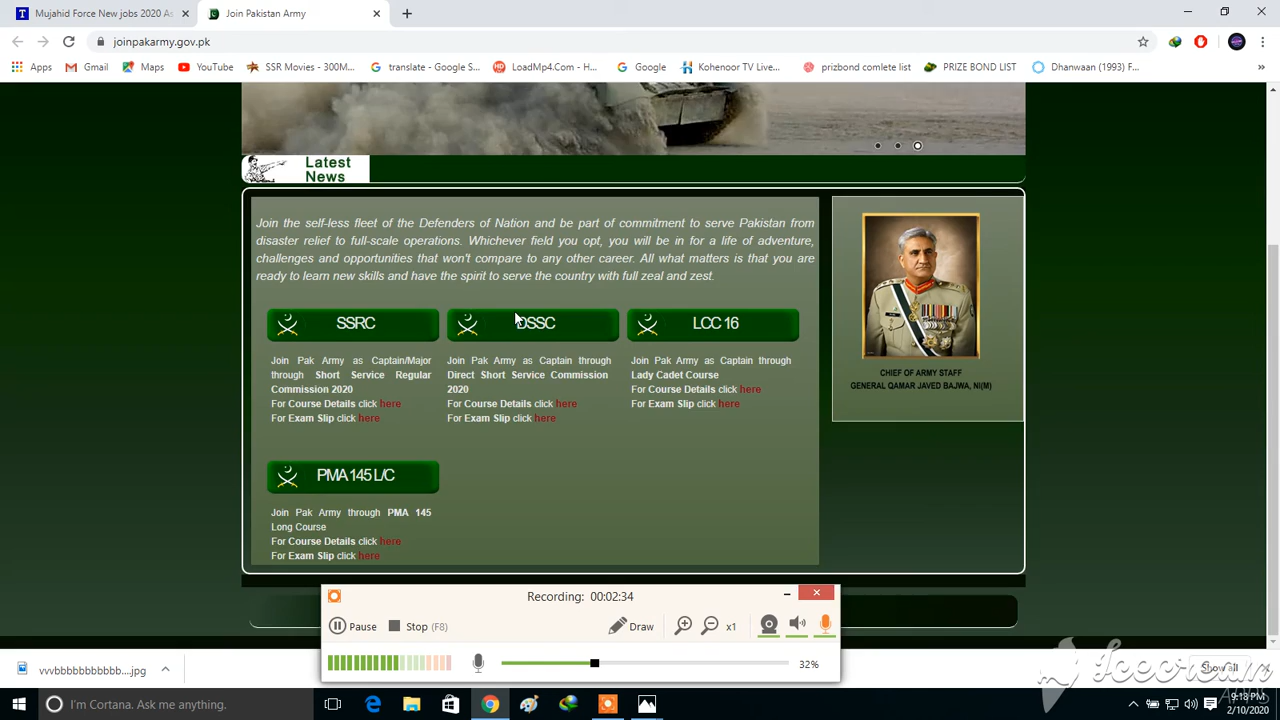 Mujahid Force New jobs 2020 As
Join Pakistan Army
joinpakarmy.gov.pk
Apps
Gmail
Maps
YouTube
SSR Movies - 300M...
translate - Google S...
LoadMp4.Com - H...
Google
Kohenoor TV Live...
prizbond comlete list
PRIZE BOND LIST
Dhanwaan (1993) F...
Latest
News
Join the self-less fleet of the Defenders of Nation and be part of commitment to serve Pakistan from
disaster relief to full-scale operations. Whichever field you opt, you will be in for a life of adventure,
challenges and opportunities that won't compare to any other career. All what matters is that you are
ready to learn new skills and have the spirit to serve the country with full zeal and zest.
SSRC
Join Pak Army as Captain/Major
through Short Service Regular
Commission 2020
For Course Details click here
For Exam Slip click here
DSSC
Join Pak Army as Captain through
Direct Short Service Commission
2020
For Course Details click here
For Exam Slip click here
LCC 16
Join Pak Army as Captain through
Lady Cadet Course
For Course Details click here
For Exam Slip click here
CHIEF OF ARMY STAFF
GENERAL QAMAR JAVED BAJWA, NI(M)
PMA 145 L/C
Join Pak Army through PMA 145
Long Course
For Course Details click here
For Exam Slip click here
Recording: 00:02:34
Pause
Stop (F8)
Draw
x1
32%
vvvbbbbbbbbbbb....jpg
Show all
Icecream
APPS
I'm Cortana. Ask me anything.
9:18 PM
2/10/2020